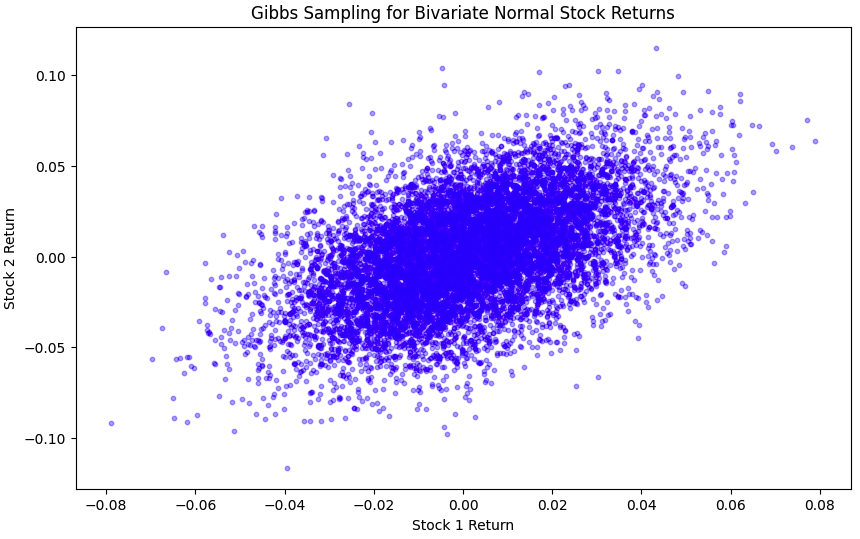 Gibbs Sampling for Bivariate Normal Stock Returns
0.10
0.05
0.00
−0.05
−0.10
Stock 2 Return
−0.08 −0.06 −0.04 −0.02 0.00 0.02 0.04 0.06 0.08
Stock 1 Return